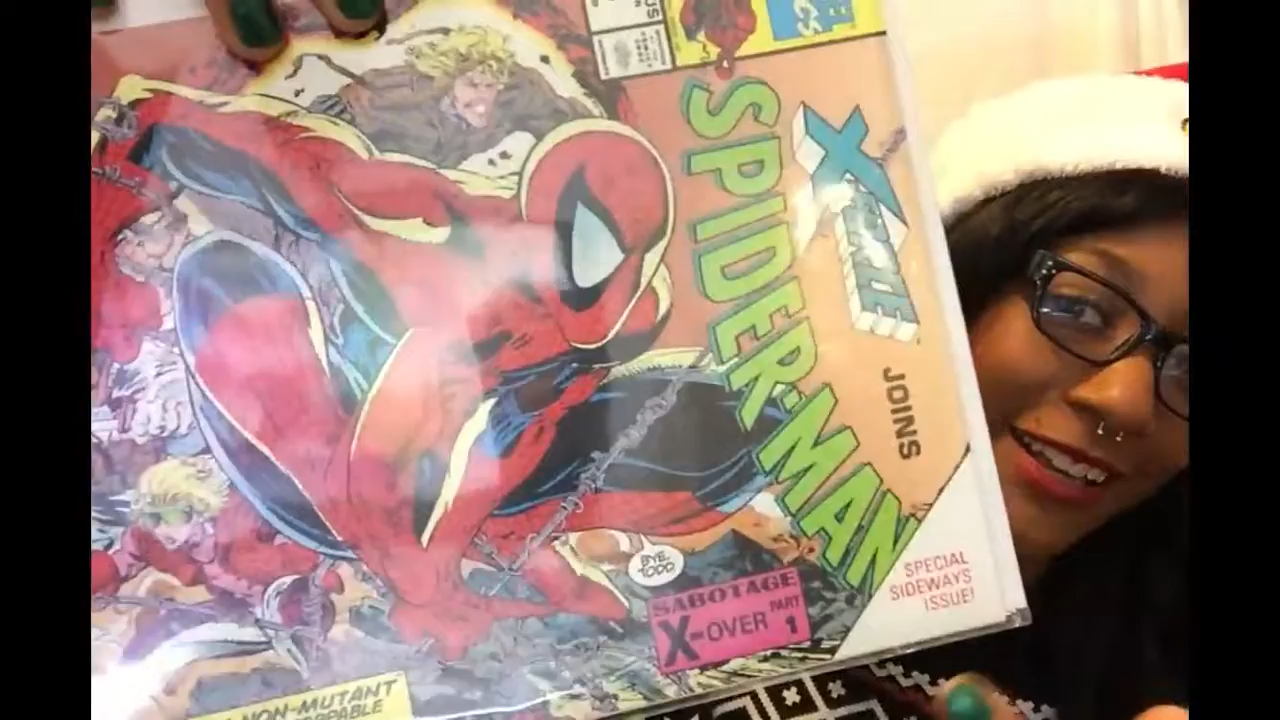 X
FORCE
JOINS
SPIDER-MAN
SPECIAL
SIDEWAYS
ISSUE!
BYE,
TODD.
SABOTAGE
X-OVER PART
1
NON-MUTANT